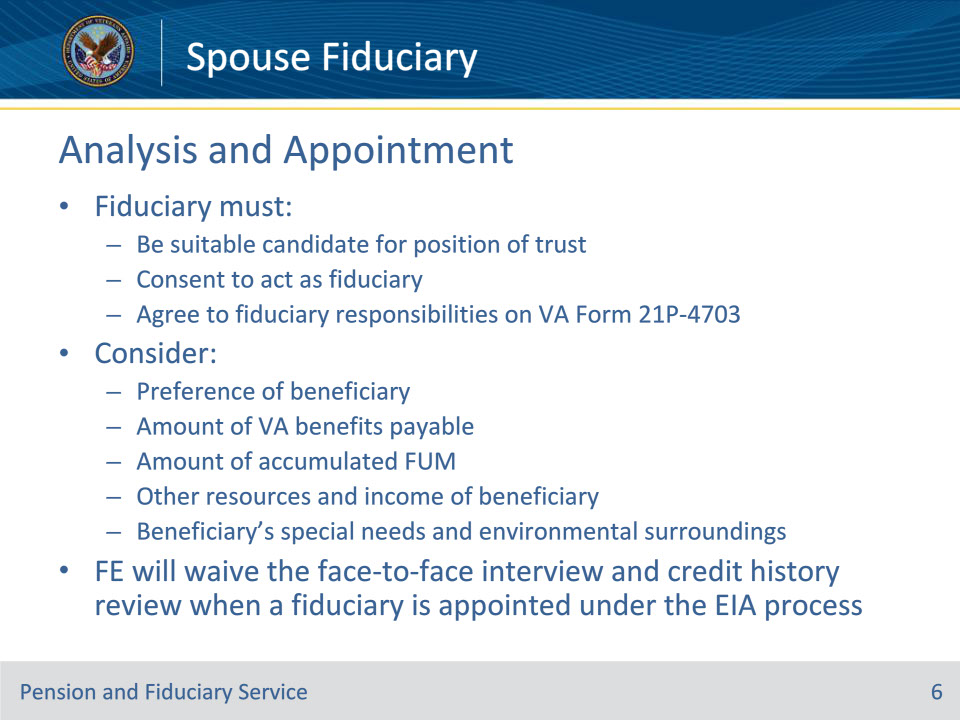 Spouse Fiduciary
Analysis and Appointment
• Fiduciary must:
– Be suitable candidate for position of trust
– Consent to act as fiduciary
– Agree to fiduciary responsibilities on VA Form 21P-4703
• Consider:
– Preference of beneficiary
– Amount of VA benefits payable
– Amount of accumulated FUM
– Other resources and income of beneficiary
– Beneficiary’s special needs and environmental surroundings
• FE will waive the face-to-face interview and credit history
review when a fiduciary is appointed under the EIA process
Pension and Fiduciary Service 6